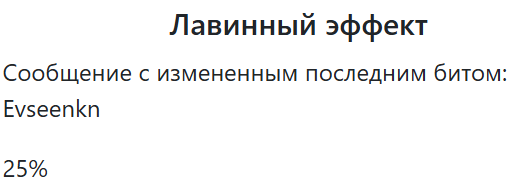 Лавинный эффект
Сообщение с измененным последним битом:
Evseenkn
25%